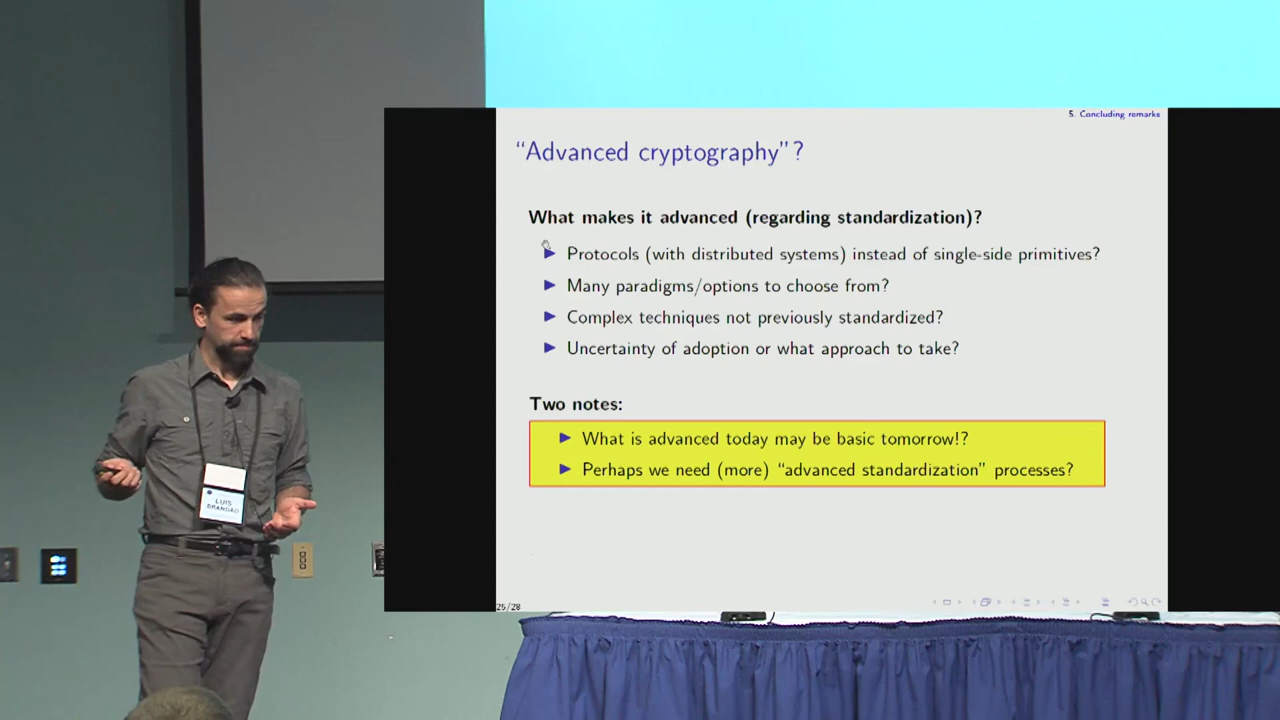 5. Concluding remarks
“Advanced cryptography”?
What makes it advanced (regarding standardization)?
Protocols (with distributed systems) instead of single-side primitives?
Many paradigms/options to choose from?
Complex techniques not previously standardized?
Uncertainty of adoption or what approach to take?
Two notes:
What is advanced today may be basic tomorrow!?
Perhaps we need (more) “advanced standardization” processes?
25/28
LUIS
BRANDAO